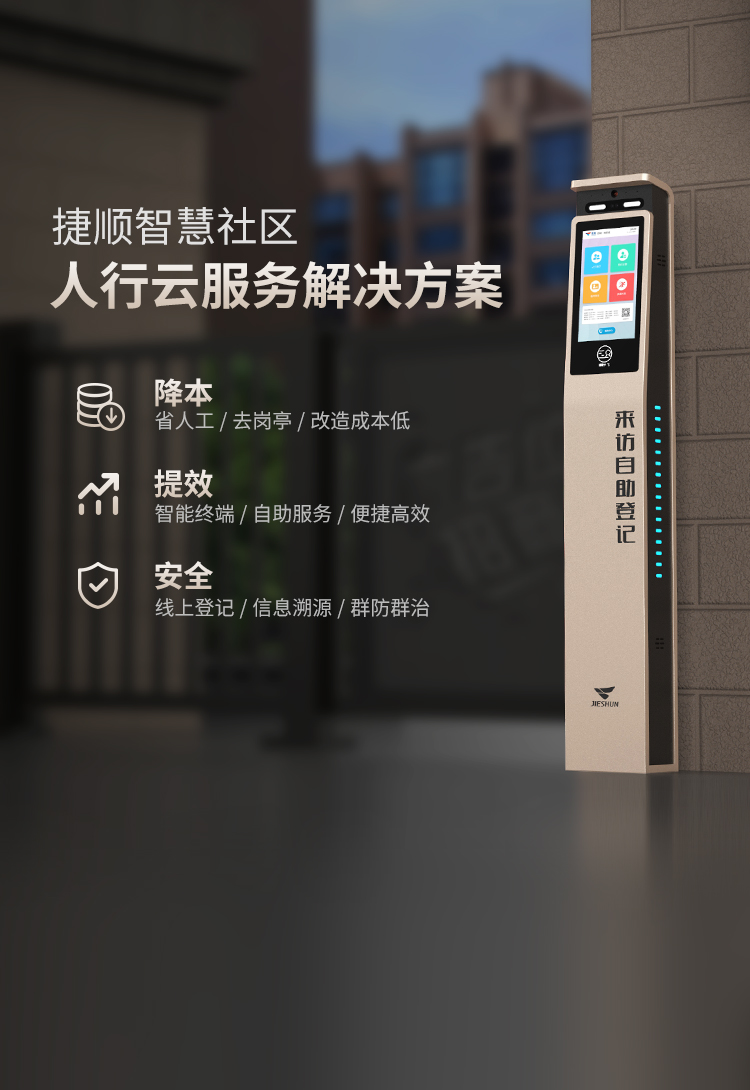 捷顺智慧社区
人行云服务解决方案
降本
省人工 / 去岗亭 / 改造成本低
提效
智能终端 / 自助服务 / 便捷高效
安全
线上登记 / 信息溯源 / 群防群治
来访自助登记
JIESHUN